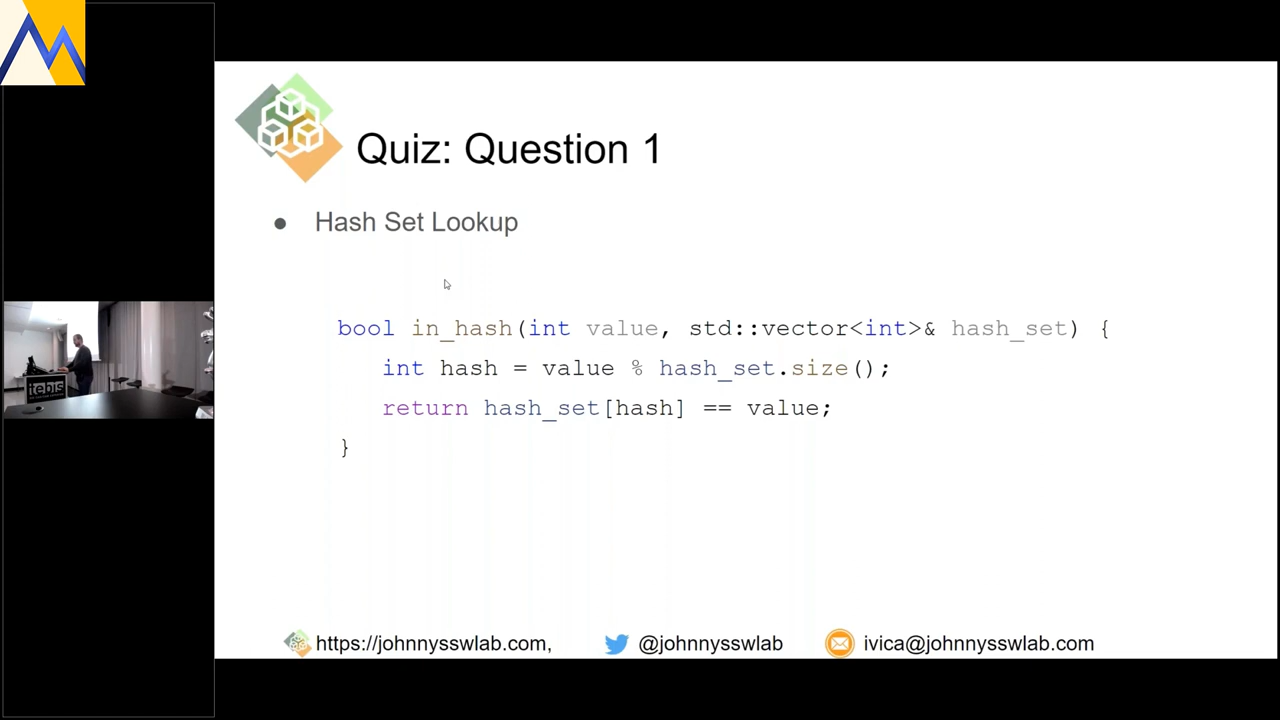 Quiz: Question 1
● Hash Set Lookup
bool in_hash(int value, std::vector<int>& hash_set) {
int hash = value % hash_set.size();
return hash_set[hash] == value;
}
tebis
https://johnnysswlab.com, @johnnysswlab ivica@johnnysswlab.com